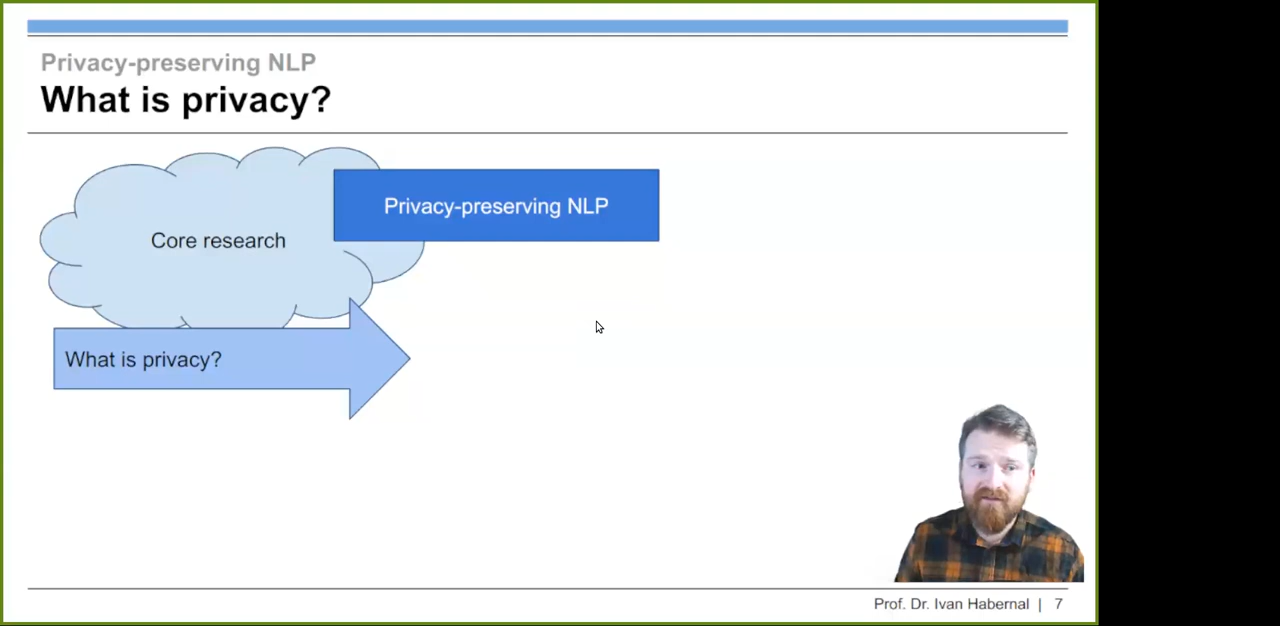 Privacy-preserving NLP
What is privacy?
Privacy-preserving NLP
Core research
What is privacy?
Prof. Dr. Ivan Habernal | 7